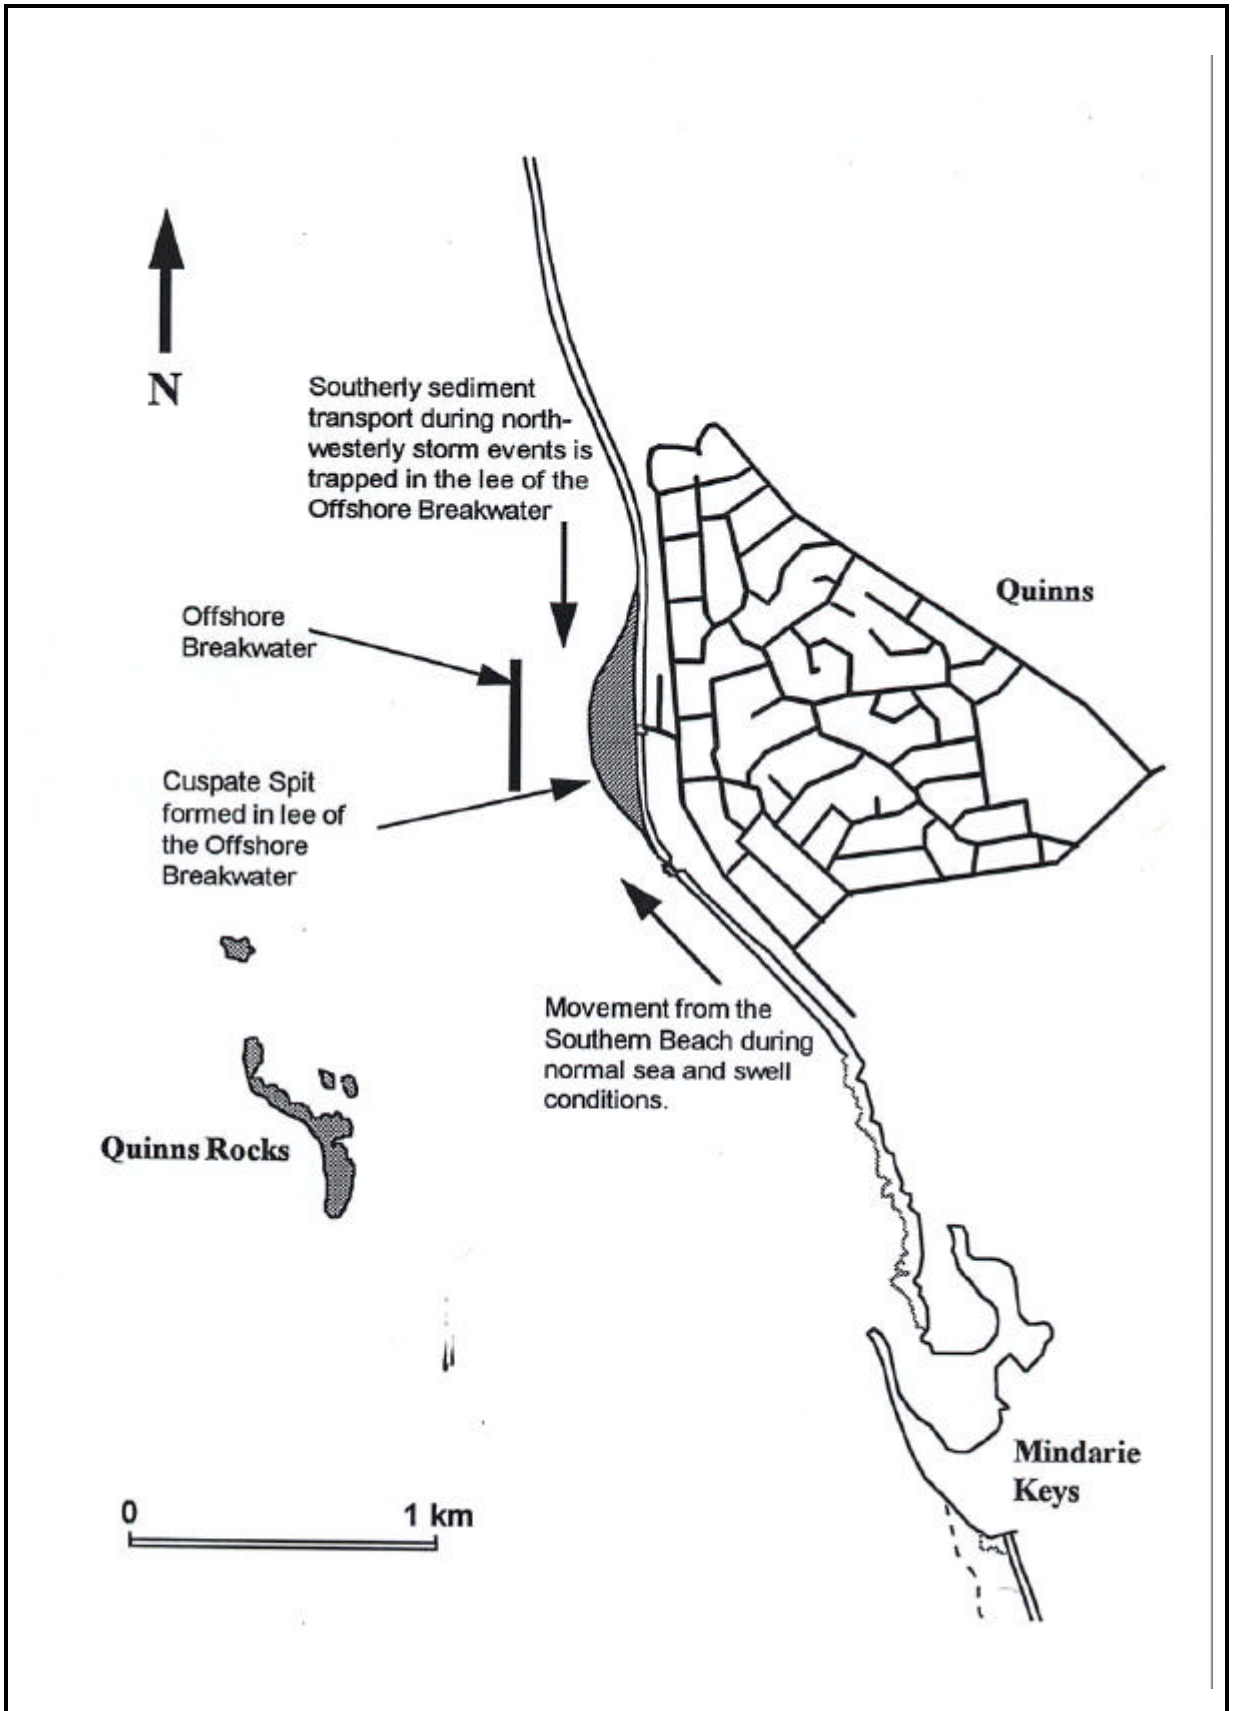 N
Southerly sediment
transport during north-
westerly storm events is
trapped in the lee of the
Offshore Breakwater
Quinns
Offshore
Breakwater
Cuspate Spit
formed in lee of
the Offshore
Breakwater
Movement from the
Southern Beach during
normal sea and swell
conditions.
Quinns Rocks
Mindarie
Keys
0 1 km